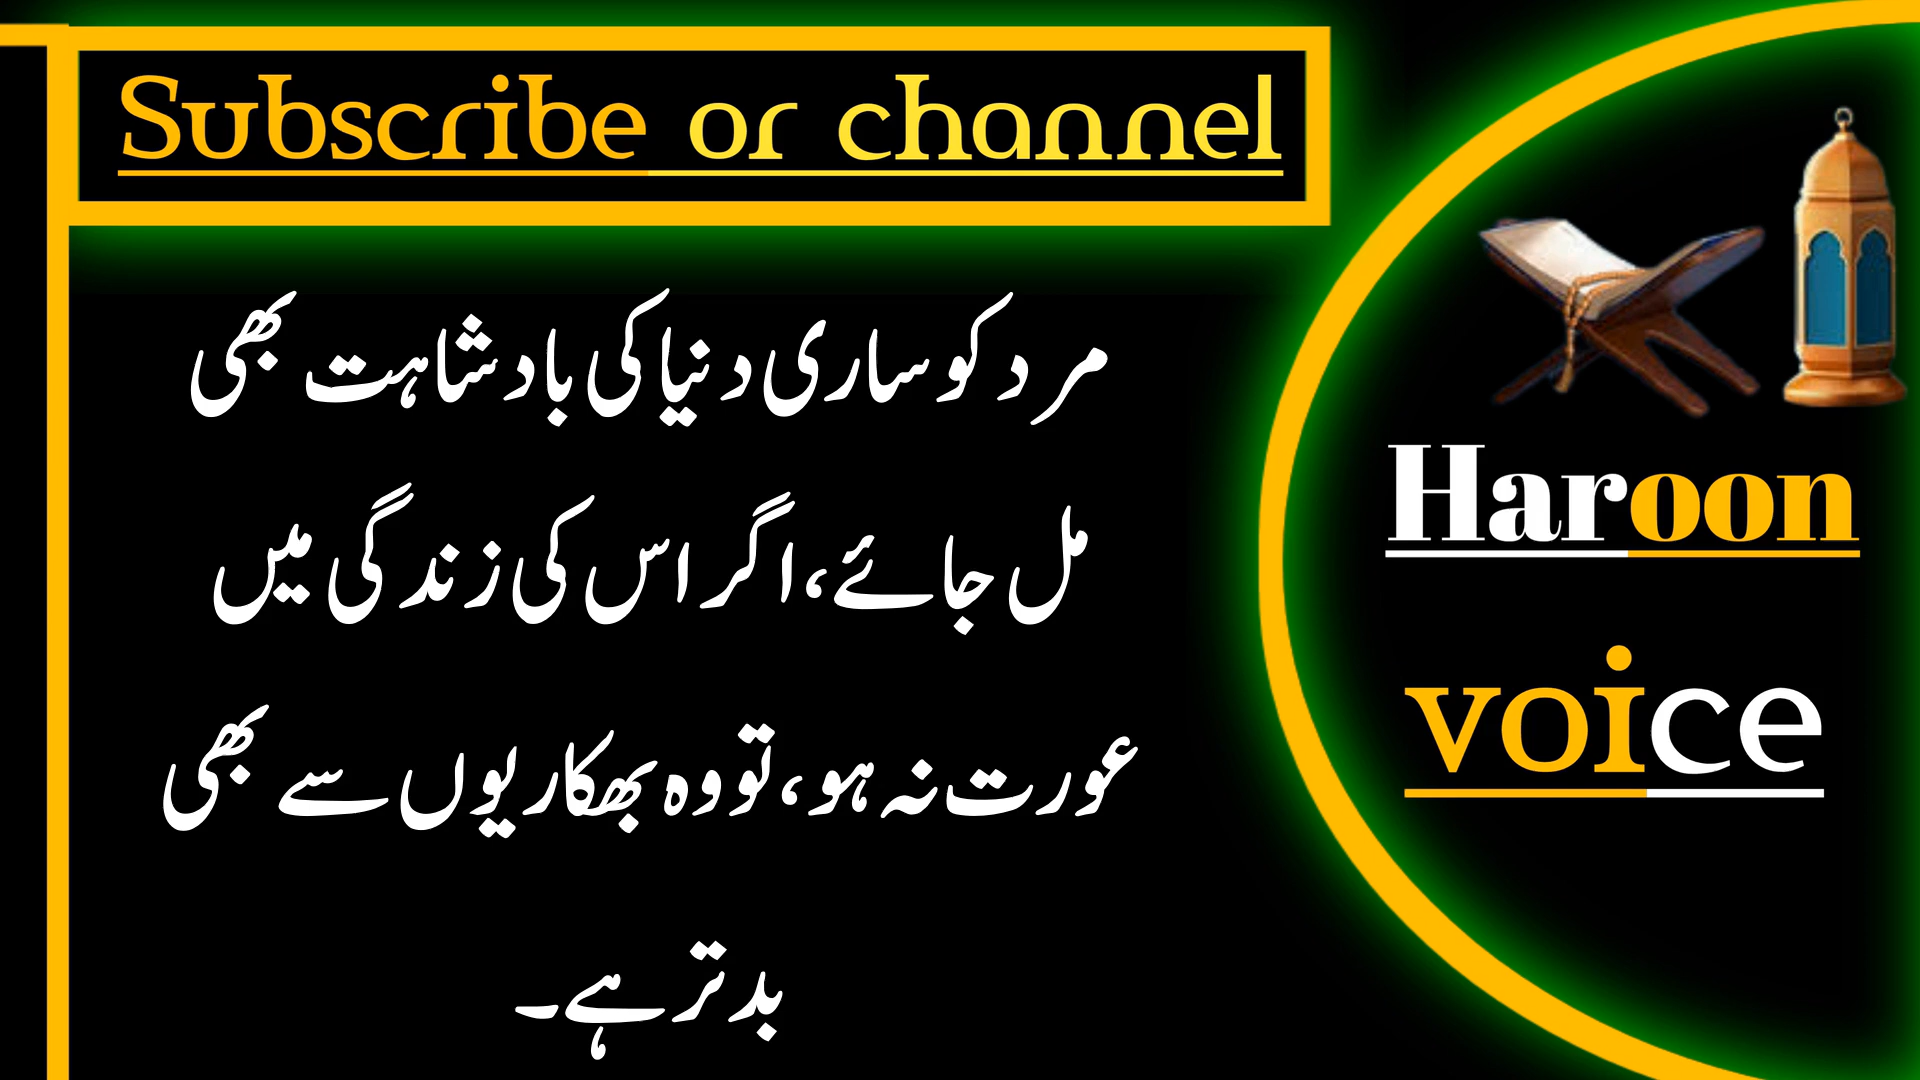 Subscribe or channel
مرد کو ساری دنیا کی بادشاہت بھی
مل جائے، اگر اس کی زندگی میں
عورت نہ ہو، تو وہ بھکاریوں سے بھی
بدتر ہے۔
Haroon
voice